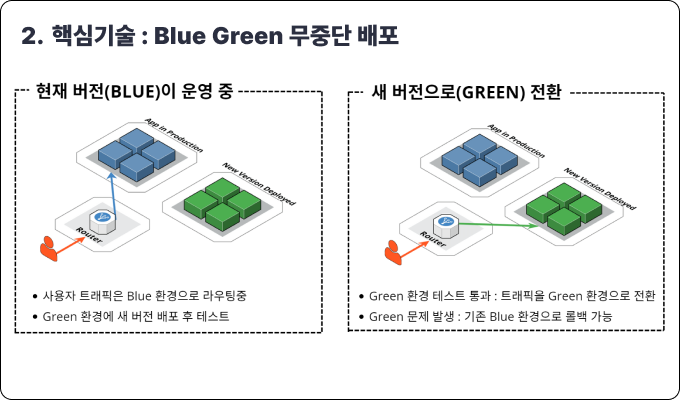 2. 핵심기술 : Blue Green 무중단 배포
현재 버전(BLUE)이 운영 중
App in Production
New Version Deployed
Router
• 사용자 트래픽은 Blue 환경으로 라우팅중
• Green 환경에 새 버전 배포 후 테스트
새 버전으로(GREEN) 전환
App in Production
New Version Deployed
Router
• Green 환경 테스트 통과 : 트래픽을 Green 환경으로 전환
• Green 문제 발생 : 기존 Blue 환경으로 롤백 가능